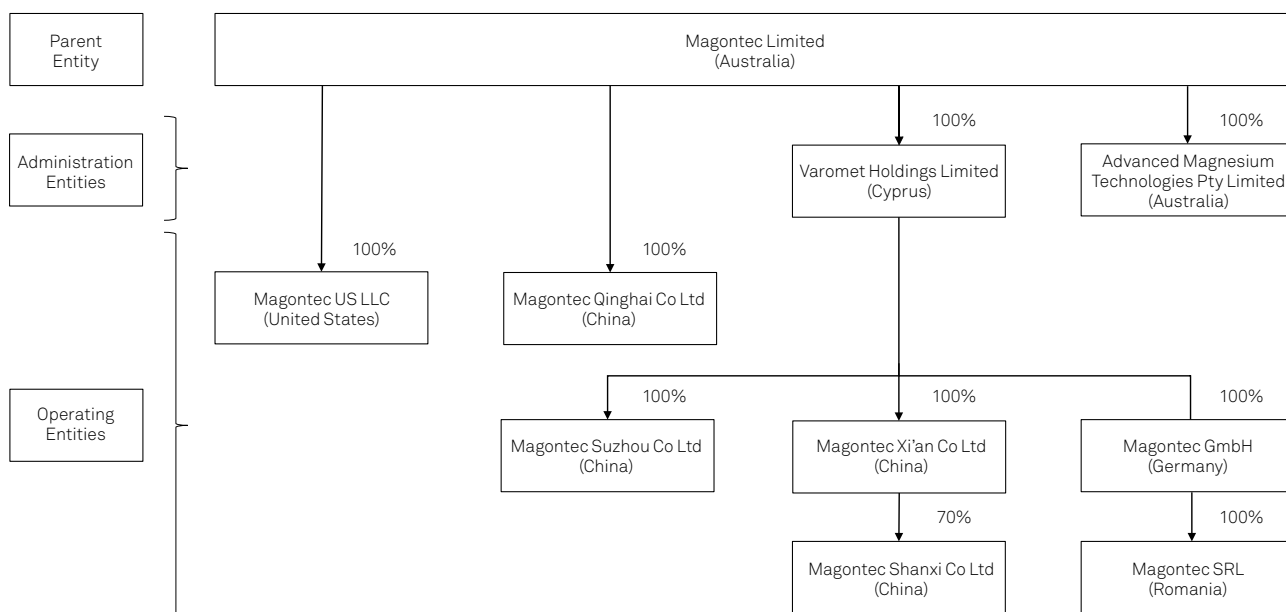 Parent
Entity
Magontec Limited
(Australia)
100%
100%
Administration
Entities
Varomet Holdings Limited
(Cyprus)
Advanced Magnesium
Technologies Pty Limited
(Australia)
100%
100%
Magontec US LLC
(United States)
Magontec Qinghai Co Ltd
(China)
Operating
Entities
100%
100%
100%
Magontec Suzhou Co Ltd
(China)
Magontec Xi’an Co Ltd
(China)
Magontec GmbH
(Germany)
70%
100%
Magontec Shanxi Co Ltd
(China)
Magontec SRL
(Romania)